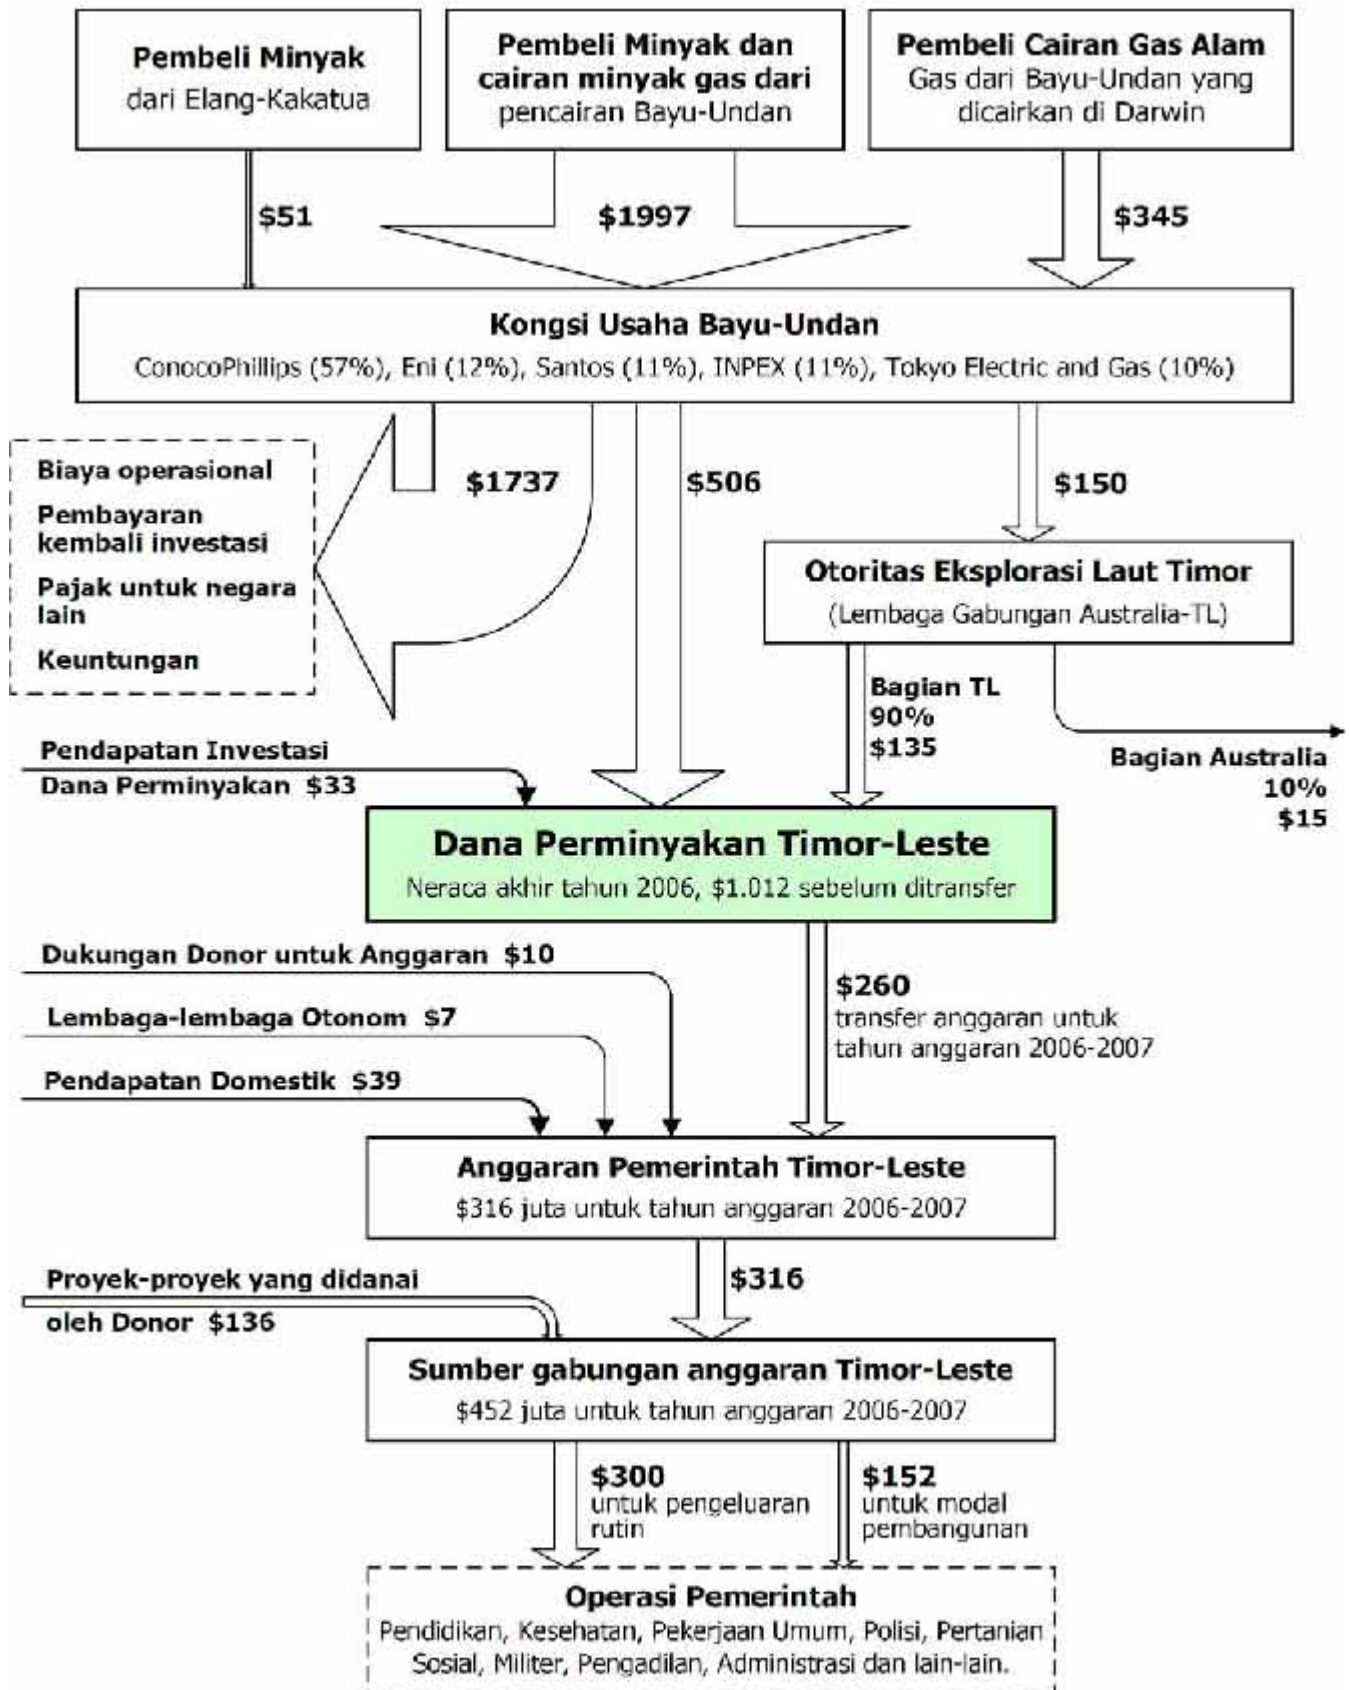 Pembeli Minyak
dari Elang-Kakatua
Pembeli Minyak dan
cairan minyak gas dari
pencairan Bayu-Undan
Pembeli Cairan Gas Alam
Gas dari Bayu-Undan yang
dicairkan di Darwin
$51
$1997
$345
Kongsi Usaha Bayu-Undan
ConocoPhillips (57%), Eni (12%), Santos (11%), INPEX (11%), Tokyo Electric and Gas (10%)
Biaya operasional
Pembayaran
kembali investasi
Pajak untuk negara
lain
Keuntungan
$1737
$506
$150
Otoritas Eksplorasi Laut Timor
(Lembaga Gabungan Australia-TL)
Bagian TL
90%
$135
Bagian Australia
10%
$15
Pendapatan Investasi
Dana Perminyakan $33
Dana Perminyakan Timor-Leste
Neraca akhir tahun 2006, $1.012 sebelum ditransfer
Dukungan Donor untuk Anggaran $10
Lembaga-lembaga Otonom $7
Pendapatan Domestik $39
$260
transfer anggaran untuk
tahun anggaran 2006-2007
Anggaran Pemerintah Timor-Leste
$316 juta untuk tahun anggaran 2006-2007
$316
Proyek-proyek yang didanai
oleh Donor $136
Sumber gabungan anggaran Timor-Leste
$452 juta untuk tahun anggaran 2006-2007
$300
untuk pengeluaran
rutin
$152
untuk modal
pembangunan
Operasi Pemerintah
Pendidikan, Kesehatan, Pekerjaan Umum, Polisi, Pertanian
Sosial, Militer, Pengadilan, Administrasi dan lain-lain.